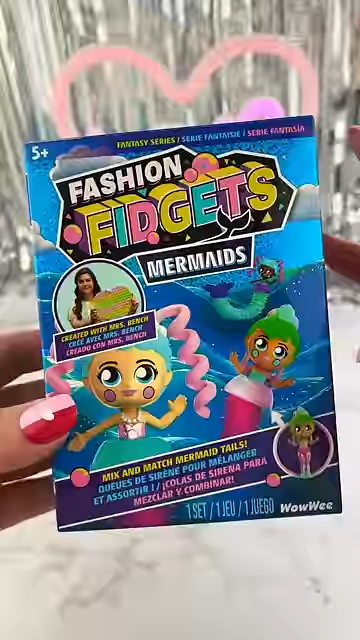 5+
FANTASY SERIES / SÉRIE FANTAISIE / SERIE FANTASÍA
FASHION
FIDGETS
MERMAIDS
CREATED WITH MRS. BENCH
CRÉÉ AVEC MRS. BENCH
CREADO CON MRS. BENCH
MIX AND MATCH MERMAID TAILS!
QUEUES DE SIRÈNE POUR MÉLANGER
ET ASSORTIR ! / ¡COLAS DE SIRENA PARA
MEZCLAR Y COMBINAR!
1 SET / 1 JEU / 1 JUEGO WowWee